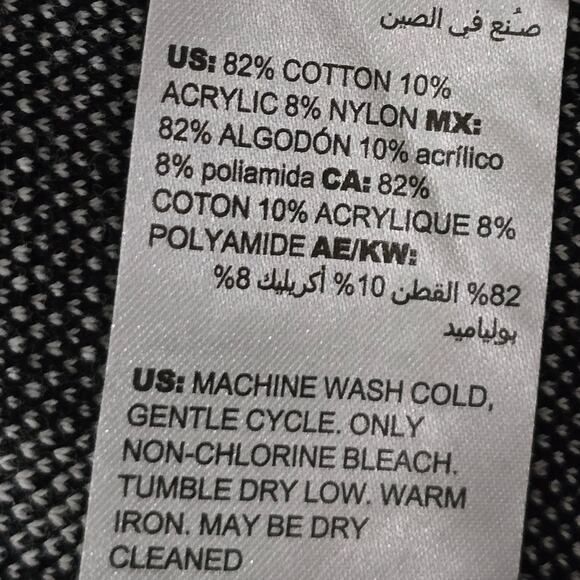 صُنع في الصين
US: 82% COTTON 10%
ACRYLIC 8% NYLON MX:
82% ALGODÓN 10% acrílico
8% poliamida CA: 82%
COTON 10% ACRYLIQUE 8%
POLYAMIDE AE/KW:
82% القطن 10% أكريليك 8%
بولياميد
US: MACHINE WASH COLD,
GENTLE CYCLE. ONLY
NON-CHLORINE BLEACH.
TUMBLE DRY LOW. WARM
IRON. MAY BE DRY
CLEANED